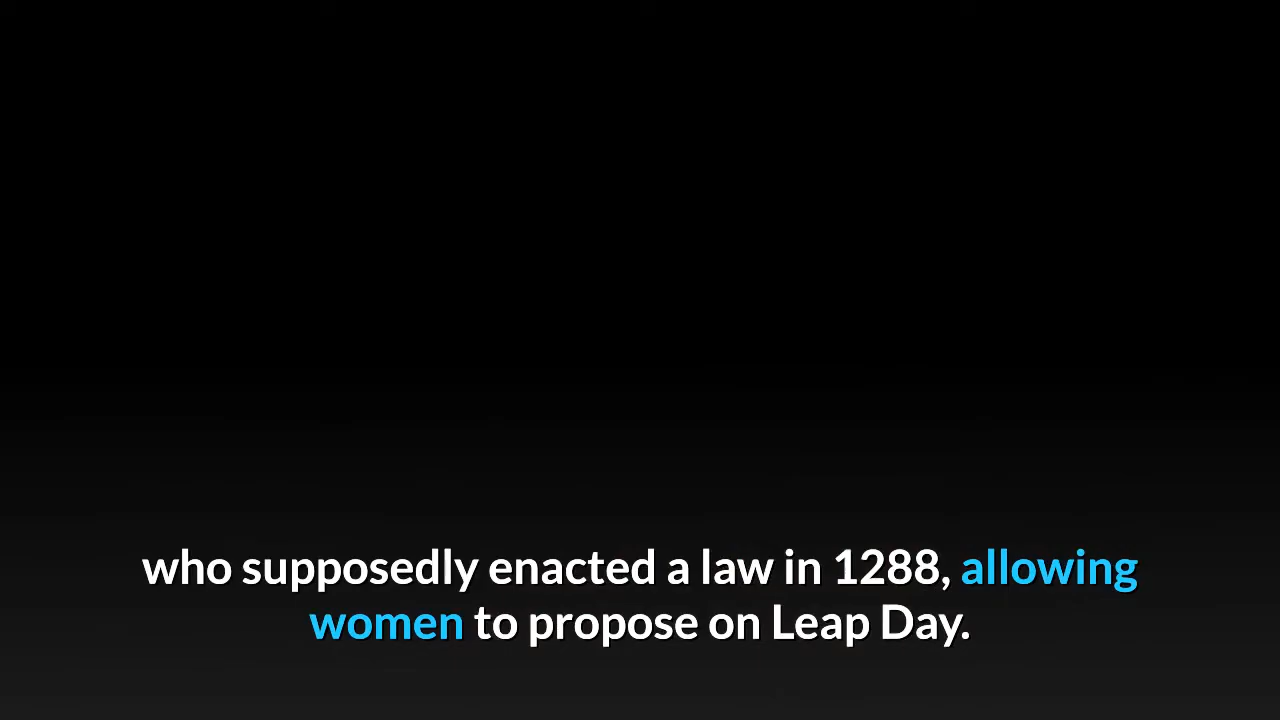 who supposedly enacted a law in 1288, allowing
women to propose on Leap Day.